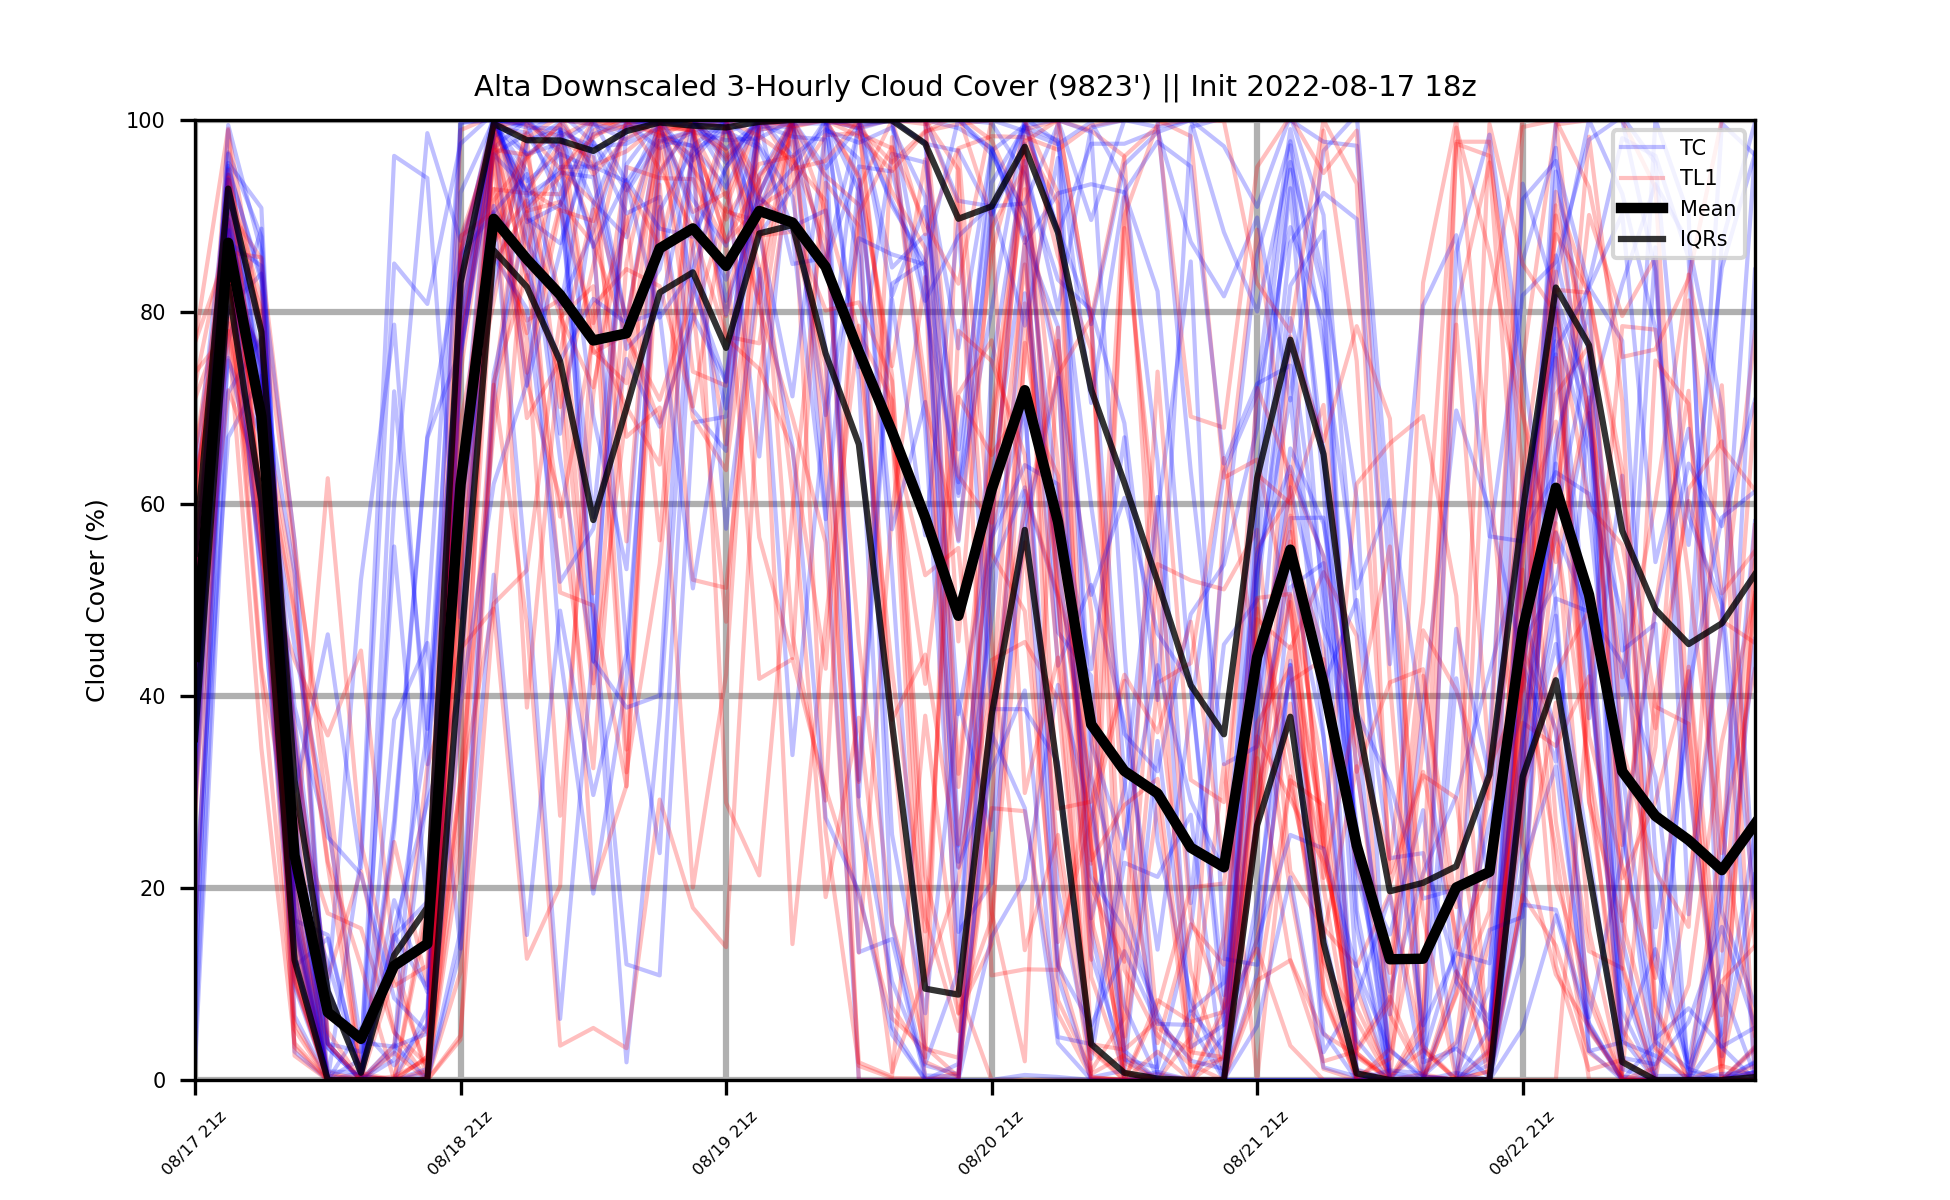 Alta Downscaled 3-Hourly Cloud Cover (9823') || Init 2022-08-17 18z
Cloud Cover (%)
100
80
60
40
20
0
TC
TL1
Mean
IQRs
08/17 21z
08/18 21z
08/19 21z
08/20 21z
08/21 21z
08/22 21z